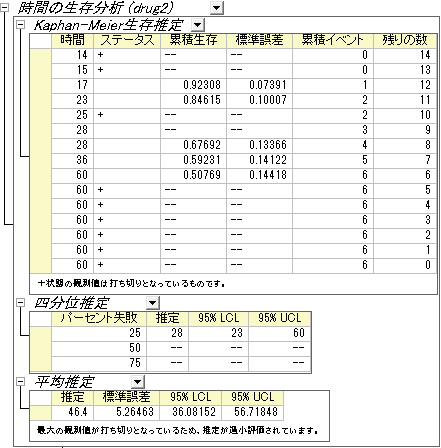 時間の生存分析 (drug2)
Kaphan-Meier生存推定
時間 ステータス 累積生存 標準誤差 累積イベント 残りの数
14 + -- -- 0 14
15 + -- -- 0 13
17 0.92308 0.07391 1 12
23 0.84615 0.10007 2 11
25 + -- -- 2 10
28 -- -- 3 9
28 0.67692 0.13366 4 8
36 0.59231 0.14122 5 7
60 0.50769 0.14418 6 6
60 + -- -- 6 5
60 + -- -- 6 4
60 + -- -- 6 3
60 + -- -- 6 2
60 + -- -- 6 1
60 + -- -- 6 0
+状態の観測値は打ち切りとなっているものです。
四分位推定
パーセント失敗 推定 95% LCL 95% UCL
25 28 23 60
50 -- -- --
75 -- -- --
平均推定
推定 標準誤差 95% LCL 95% UCL
46.4 5.26463 36.08152 56.71848
最大の観測値が打ち切りとなっているため、推定が過小評価されています。